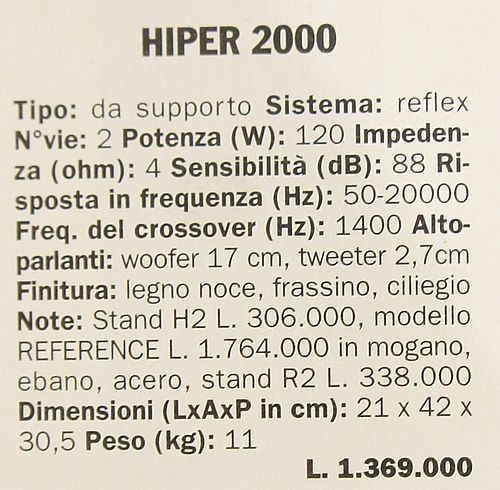 HIPER 2000
Tipo: da supporto Sistema: reflex
N°vie: 2 Potenza (W): 120 Impeden-
za (ohm): 4 Sensibilità (dB): 88 Ri-
sposta in frequenza (Hz): 50-20000
Freq. del crossover (Hz): 1400 Alto-
parlanti: woofer 17 cm, tweeter 2,7cm
Finitura: legno noce, frassino, ciliegio
Note: Stand H2 L. 306.000, modello
REFERENCE L. 1.764.000 in mogano,
ebano, acero, stand R2 L. 338.000
Dimensioni (LxAxP in cm): 21 x 42 x
30,5 Peso (kg): 11
L. 1.369.000